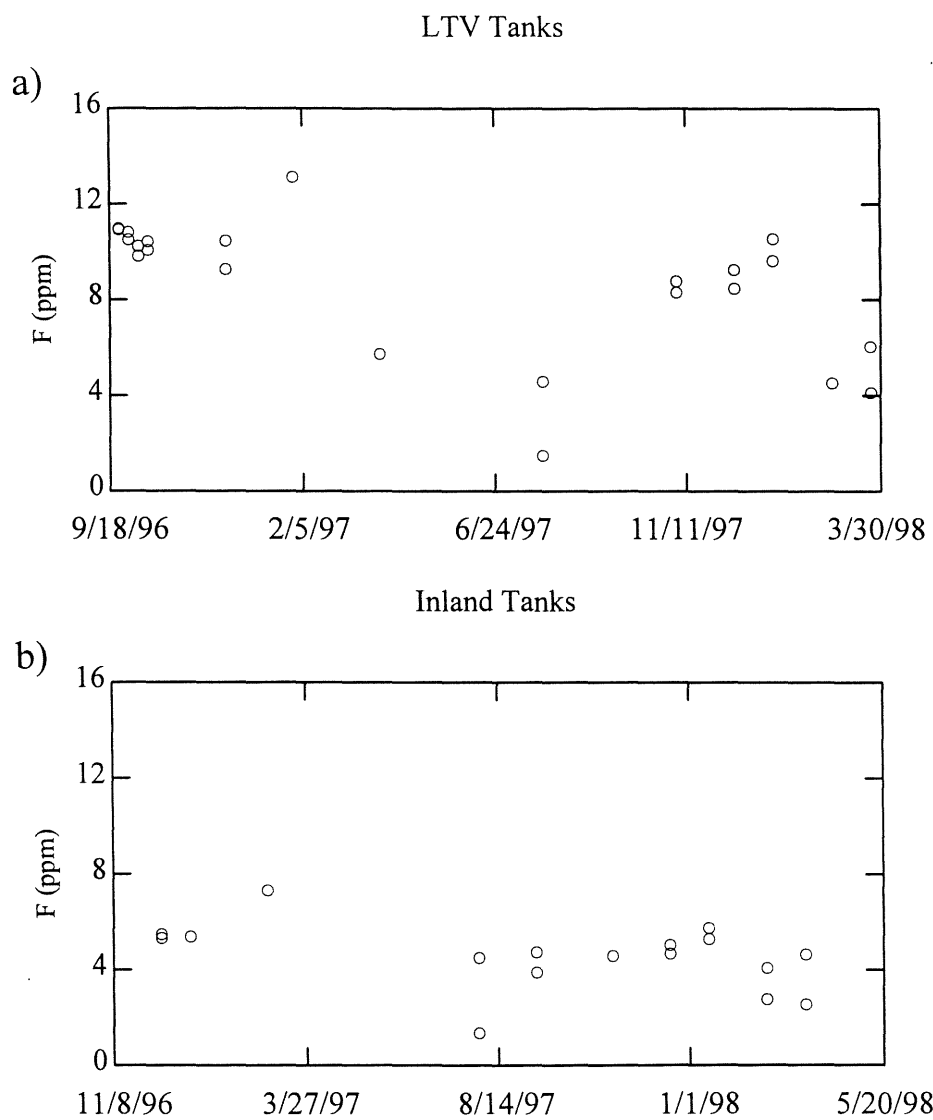 LTV Tanks
a)
16
12
8
4
0
F (ppm)
9/18/96 2/5/97 6/24/97 11/11/97 3/30/98
Inland Tanks
b)
16
12
8
4
0
F (ppm)
11/8/96 3/27/97 8/14/97 1/1/98 5/20/98